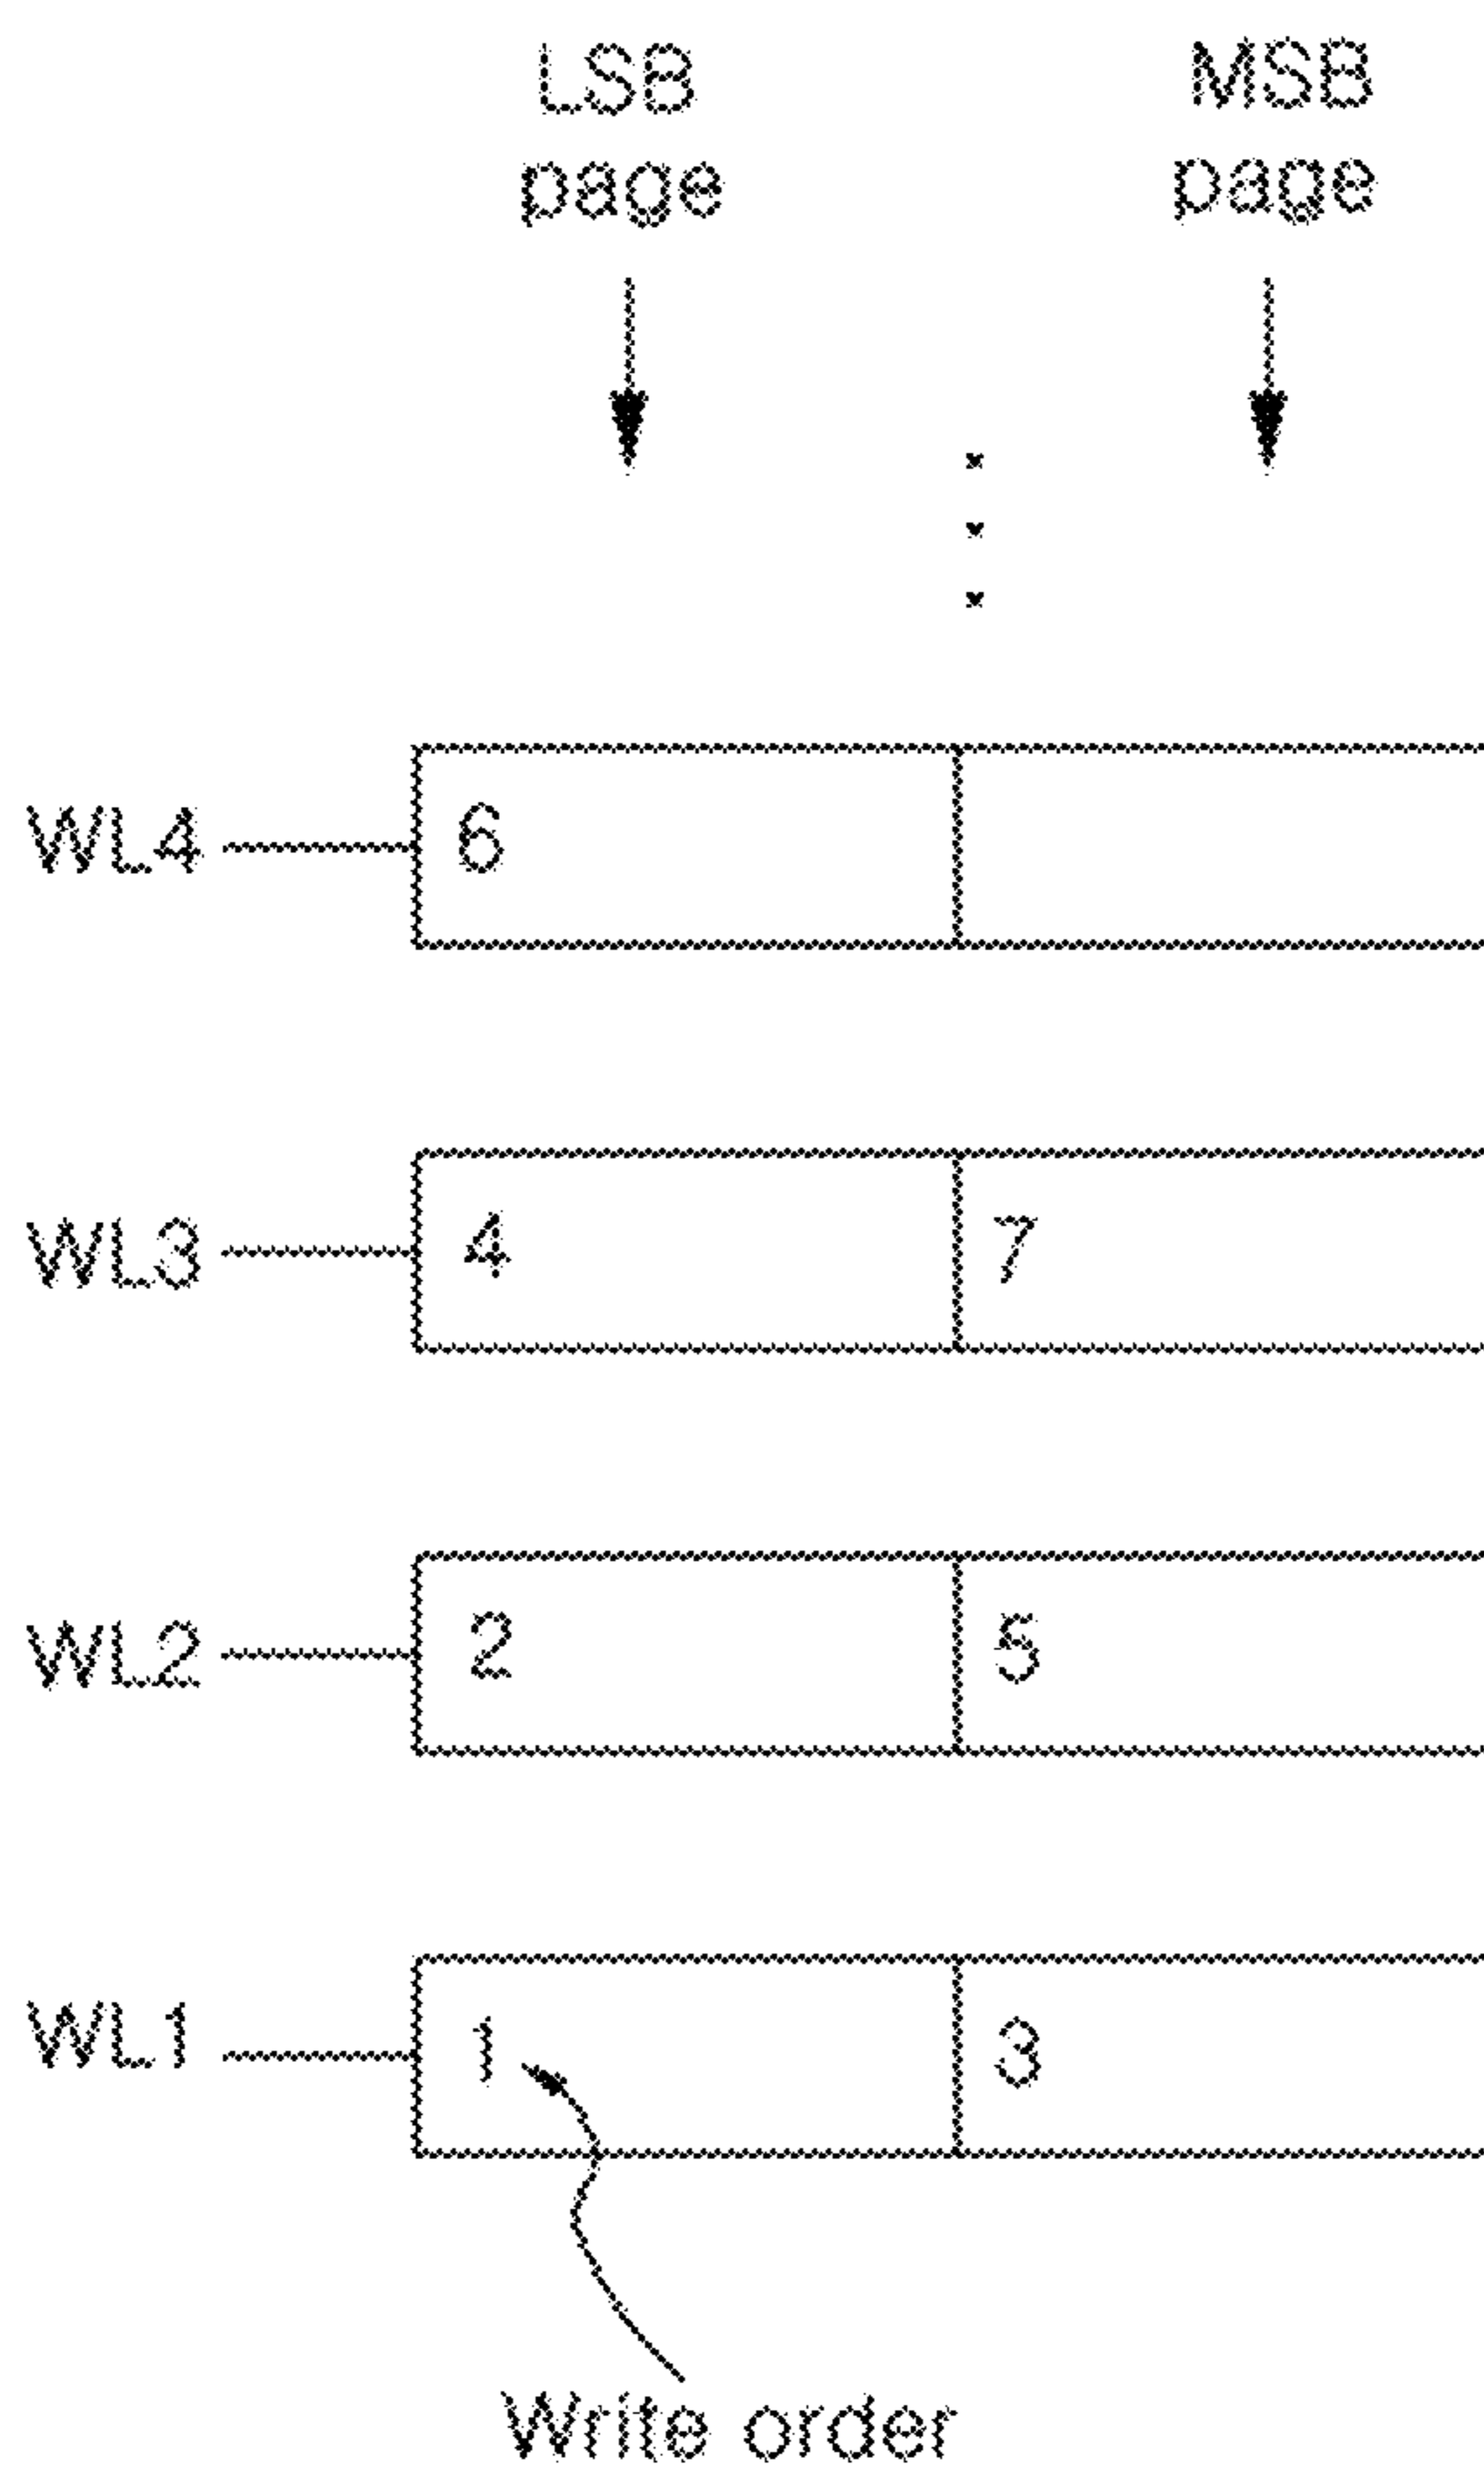 LSB page
MSB page
WL4
6
WL3
4
7
WL2
2
5
WL1
1
3
Write order